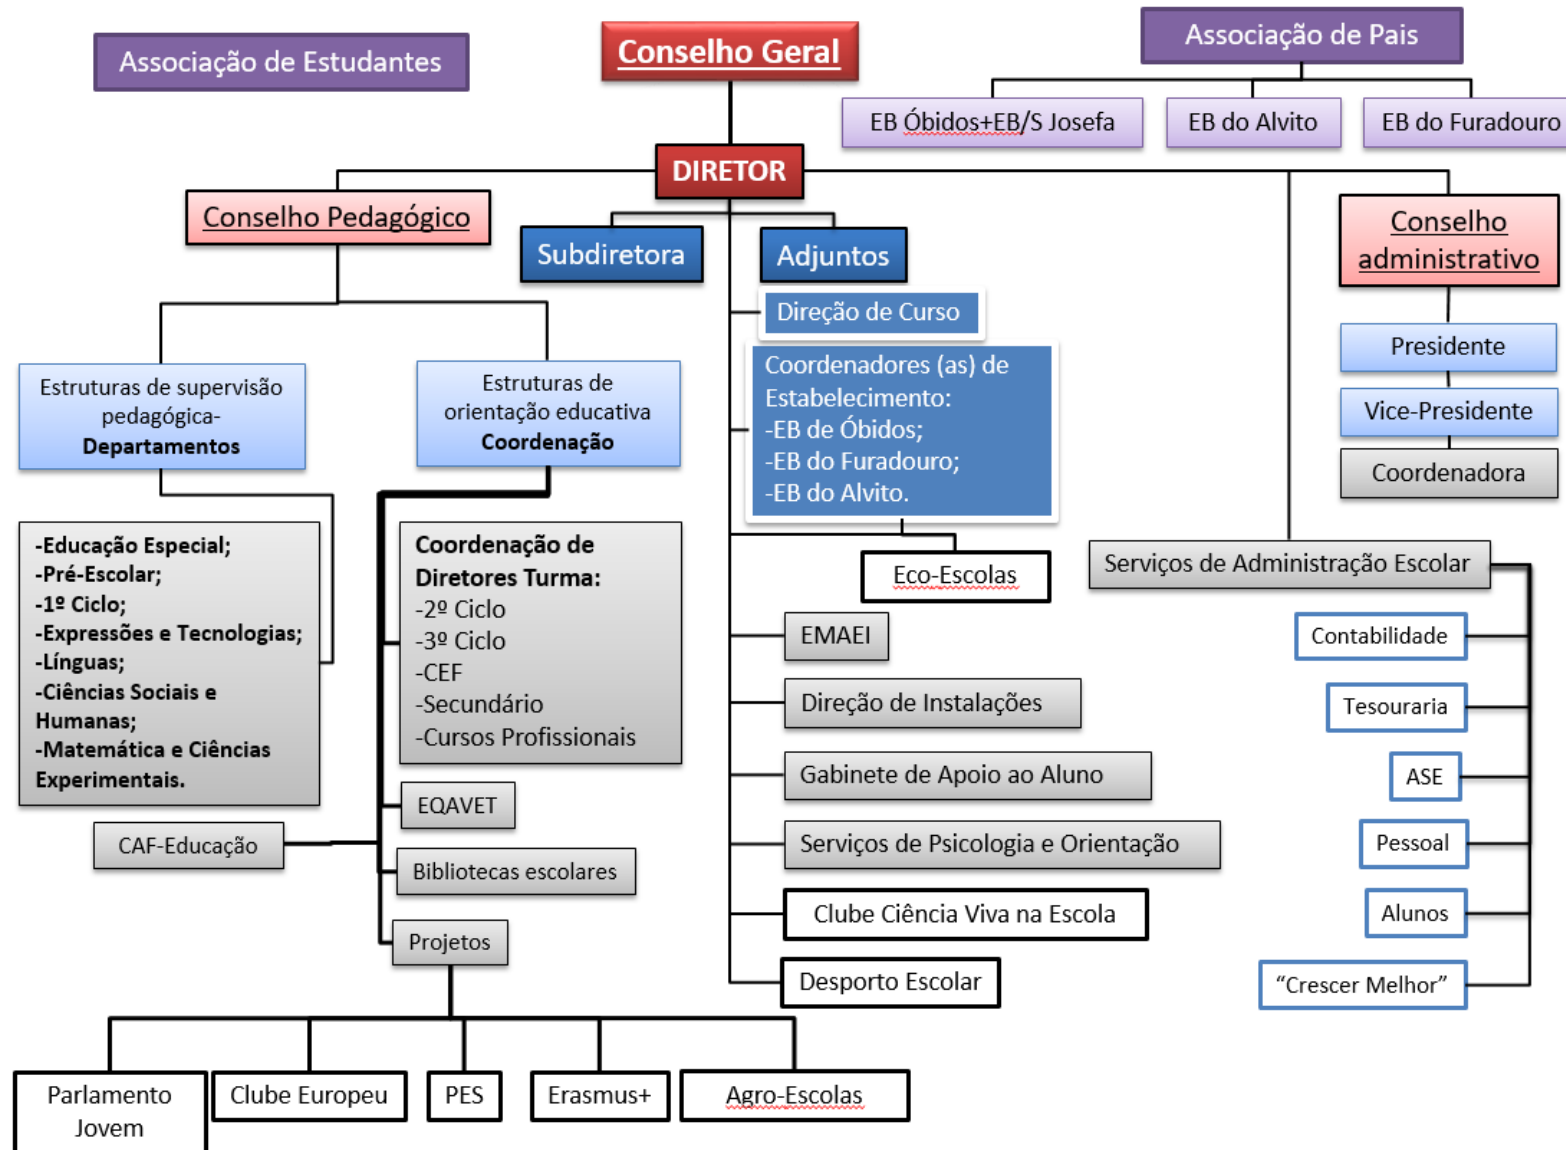 Associação de Estudantes
Conselho Geral
Associação de Pais
EB Óbidos+EB/S Josefa
EB do Alvito
EB do Furadouro
DIRETOR
Conselho Pedagógico
Subdiretora
Adjuntos
Conselho
administrativo
Direção de Curso
Presidente
Vice-Presidente
Coordenadora
Coordenadores (as) de
Estabelecimento:
-EB de Óbidos;
-EB do Furadouro;
-EB do Alvito.
Estruturas de supervisão
pedagógica-
Departamentos
Estruturas de
orientação educativa
Coordenação
-Educação Especial;
-Pré-Escolar;
-1º Ciclo;
-Expressões e Tecnologias;
-Línguas;
-Ciências Sociais e
Humanas;
-Matemática e Ciências
Experimentais.
Coordenação de
Diretores Turma:
-2º Ciclo
-3º Ciclo
-CEF
-Secundário
-Cursos Profissionais
Eco-Escolas
Serviços de Administração Escolar
EMAEI
Direção de Instalações
Gabinete de Apoio ao Aluno
Serviços de Psicologia e Orientação
Clube Ciência Viva na Escola
Desporto Escolar
Contabilidade
Tesouraria
ASE
Pessoal
Alunos
“Crescer Melhor”
EQAVET
CAF-Educação
Bibliotecas escolares
Projetos
Parlamento
Jovem
Clube Europeu
PES
Erasmus+
Agro-Escolas